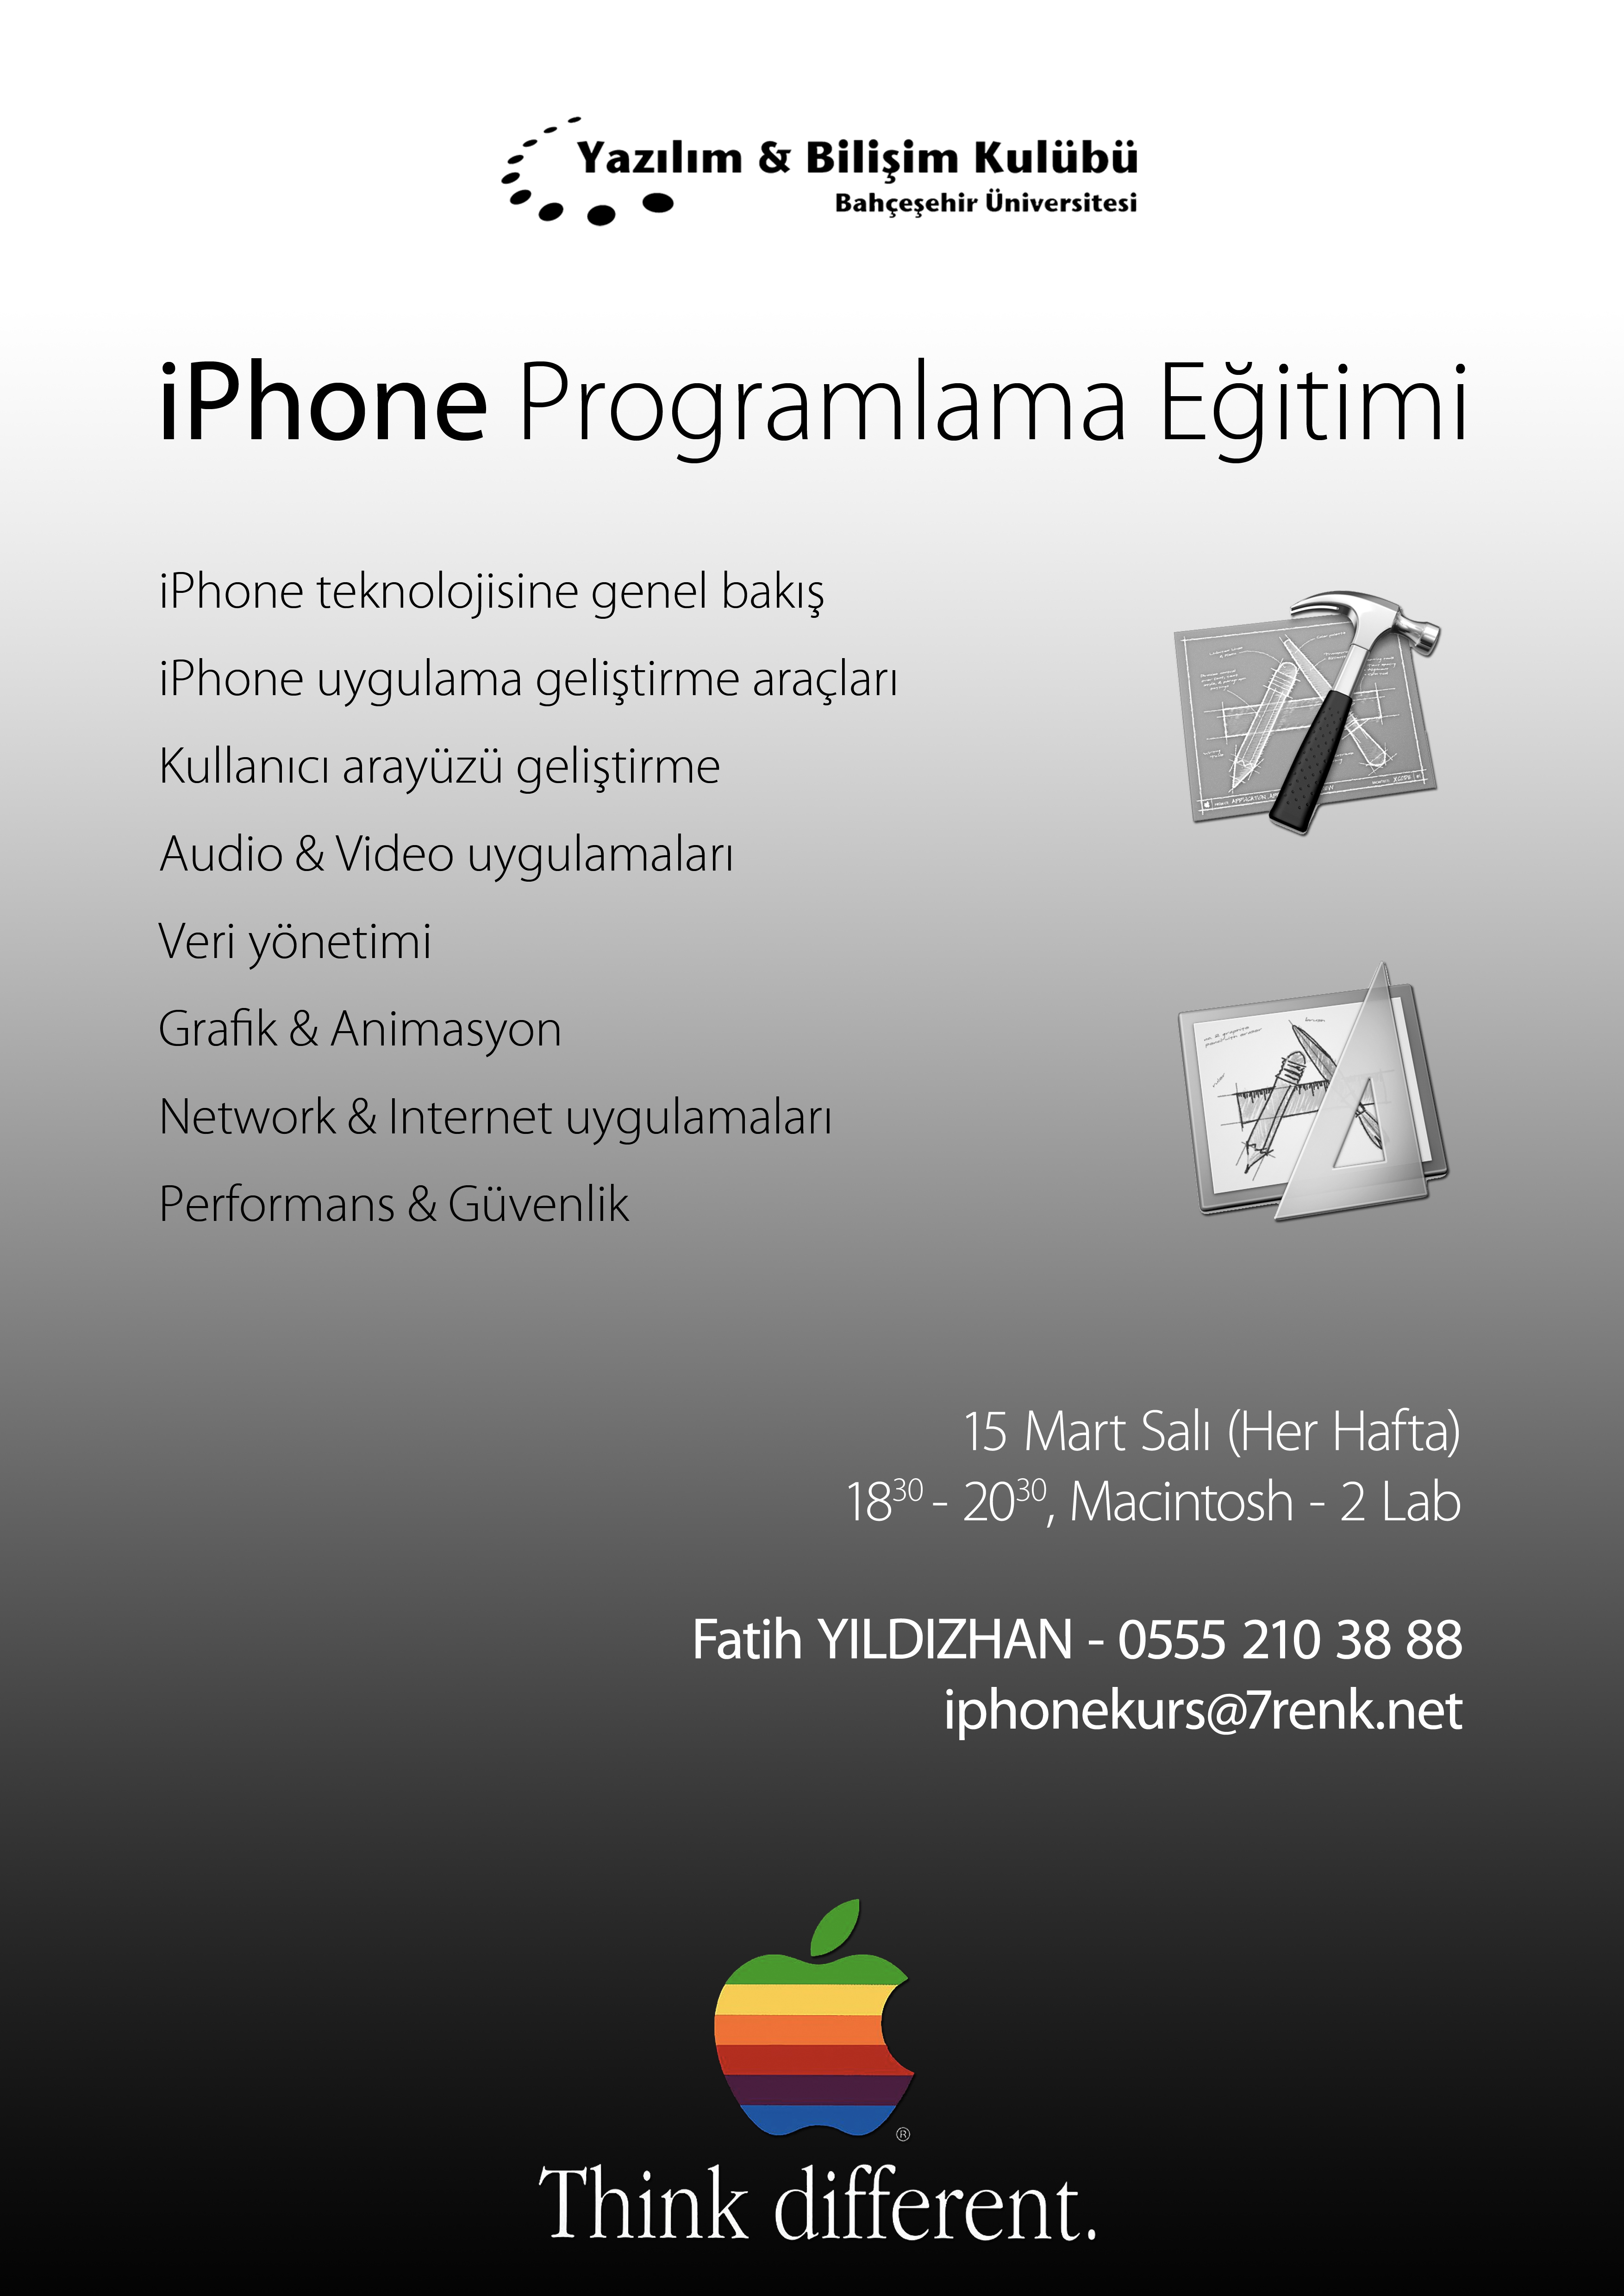 Yazılım & Bilişim Kulübü
Bahçeşehir Üniversitesi
iPhone Programlama Eğitimi
iPhone teknolojisine genel bakış
iPhone uygulama geliştirme araçları
Kullanıcı arayüzü geliştirme
Audio & Video uygulamaları
Veri yönetimi
Grafik & Animasyon
Network & Internet uygulamaları
Performans & Güvenlik
15 Mart Salı (Her Hafta)
18³⁰ - 20³⁰, Macintosh - 2 Lab
Fatih YILDIZHAN - 0555 210 38 88
iphonekurs@7renk.net
®
Think different.